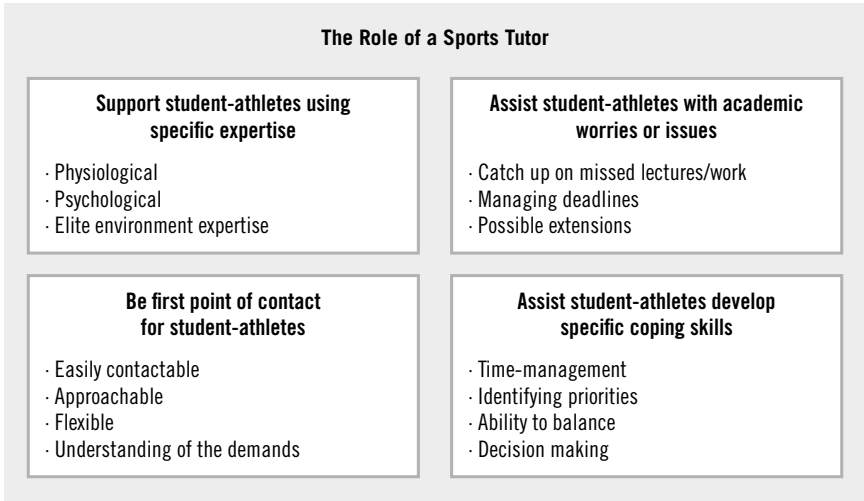 The Role of a Sports Tutor
Support student-athletes using
specific expertise
· Physiological
· Psychological
· Elite environment expertise
Assist student-athletes with academic
worries or issues
· Catch up on missed lectures/work
· Managing deadlines
· Possible extensions
Be first point of contact
for student-athletes
· Easily contactable
· Approachable
· Flexible
· Understanding of the demands
Assist student-athletes develop
specific coping skills
· Time-management
· Identifying priorities
· Ability to balance
· Decision making